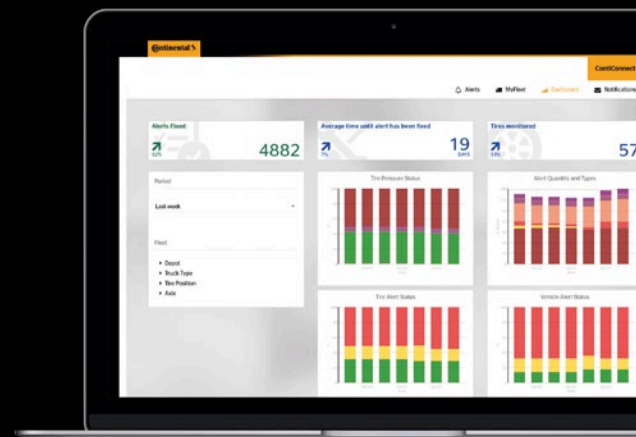 Continental
ContiConnect
Alerts
MyFleet
Dashboard
Notifications
Alerts Fixed
4882
Average time until alert has been fixed
7%
19
DAYS
Tires monitored
57
Period
Last week
Fleet
Depot
Truck Type
Tire Position
Axle
Tire Pressure Status
Alert Quantity and Types
Tire Alert Status
Vehicle Alert Status